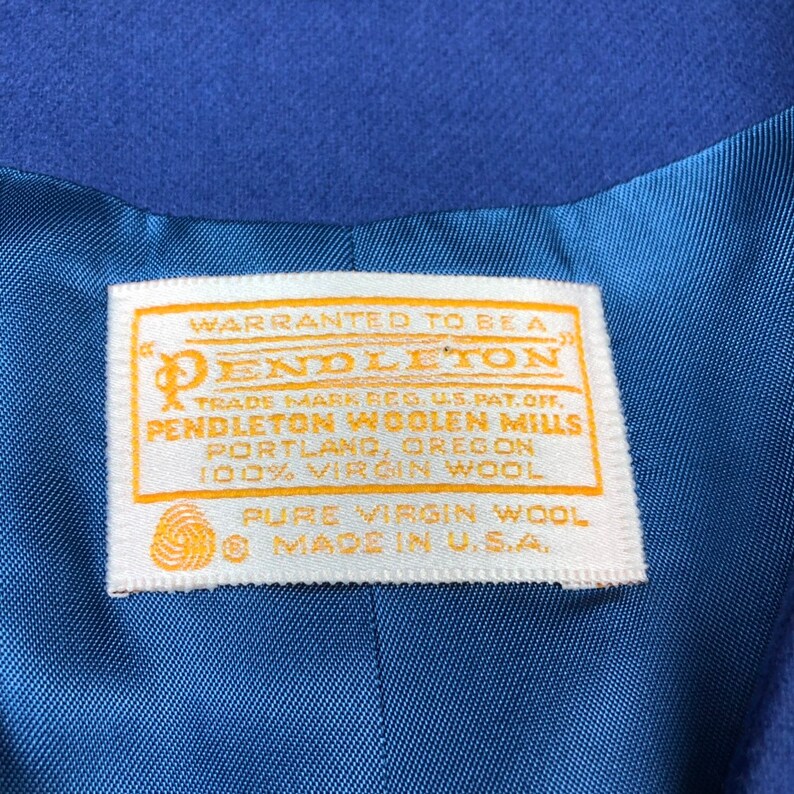 WARRANTED TO BE A
"PENDLETON"
TRADE MARK REG. U.S. PAT. OFF.
PENDLETON WOOLEN MILLS
PORTLAND, OREGON
100% VIRGIN WOOL
® PURE VIRGIN WOOL
MADE IN U.S.A.